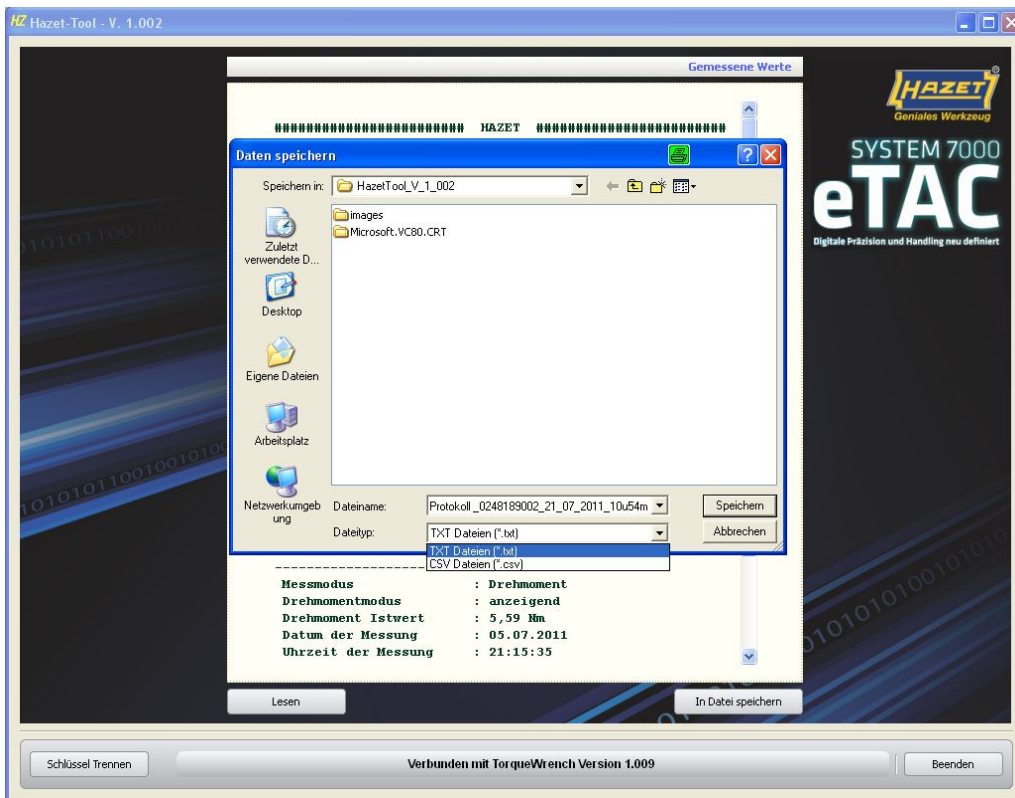 HZ Hazet-Tool - V. 1.002
Gemessene Werte
######################## HAZET ########################
HAZET
Geniales Werkzeug
SYSTEM 7000
eTAC
Digitale Präzision und Handling neu definiert
Daten speichern
Speichern in:
HazetTool_V_1_002
images
Microsoft.VC80.CRT
Zuletzt
verwendete D...
Desktop
Eigene Dateien
Arbeitsplatz
Netzwerkumgeb
ung
Dateiname:
Protokoll_0248189002_21_07_2011_10u54m
Speichern
Dateityp:
TXT Dateien (*.txt)
Abbrechen
TXT Dateien (*.txt)
CSV Dateien (*.csv)
Messmodus : Drehmoment
Drehmomentmodus : anzeigend
Drehmoment Istwert : 5,59 Nm
Datum der Messung : 05.07.2011
Uhrzeit der Messung : 21:15:35
Lesen
In Datei speichern
Schlüssel Trennen
Verbunden mit TorqueWrench Version 1.009
Beenden